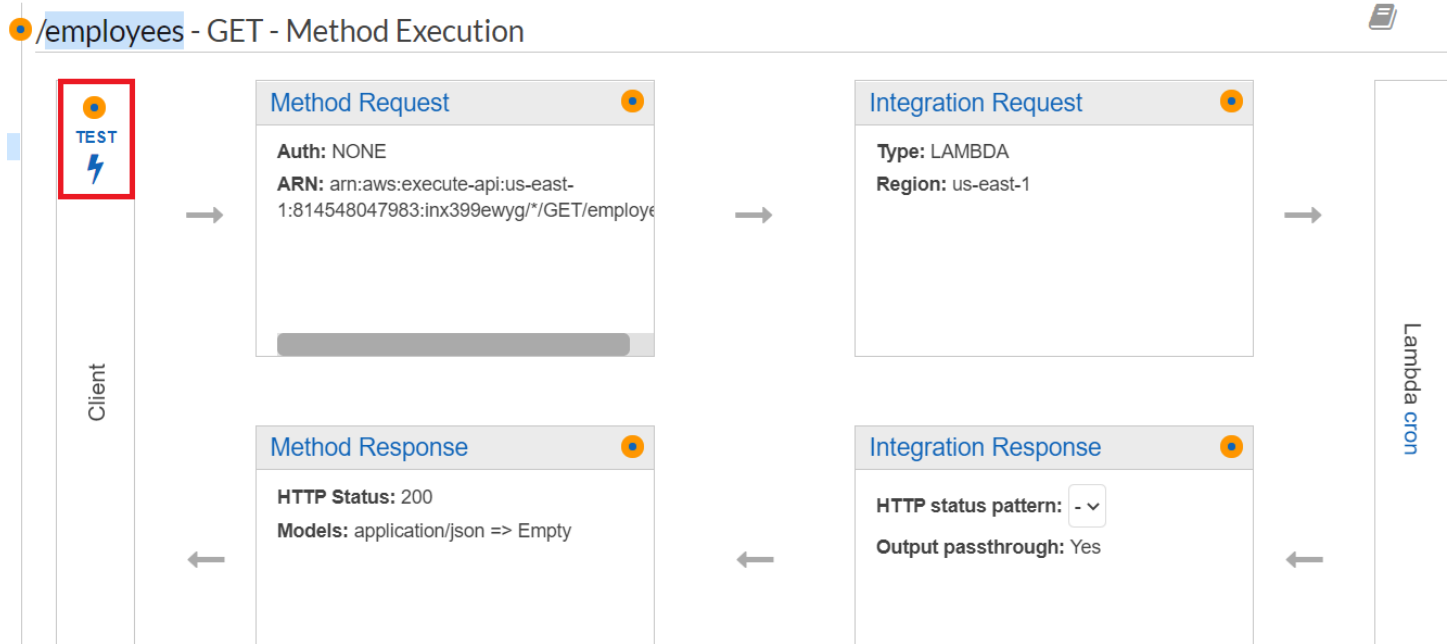 /employees - GET - Method Execution
TEST
Client
Method Request
Auth: NONE
ARN: arn:aws:execute-api:us-east-
1:814548047983:inx399ewyg/*/GET/employe
Integration Request
Type: LAMBDA
Region: us-east-1
Lambda cron
Method Response
HTTP Status: 200
Models: application/json => Empty
Integration Response
HTTP status pattern: -
Output passthrough: Yes